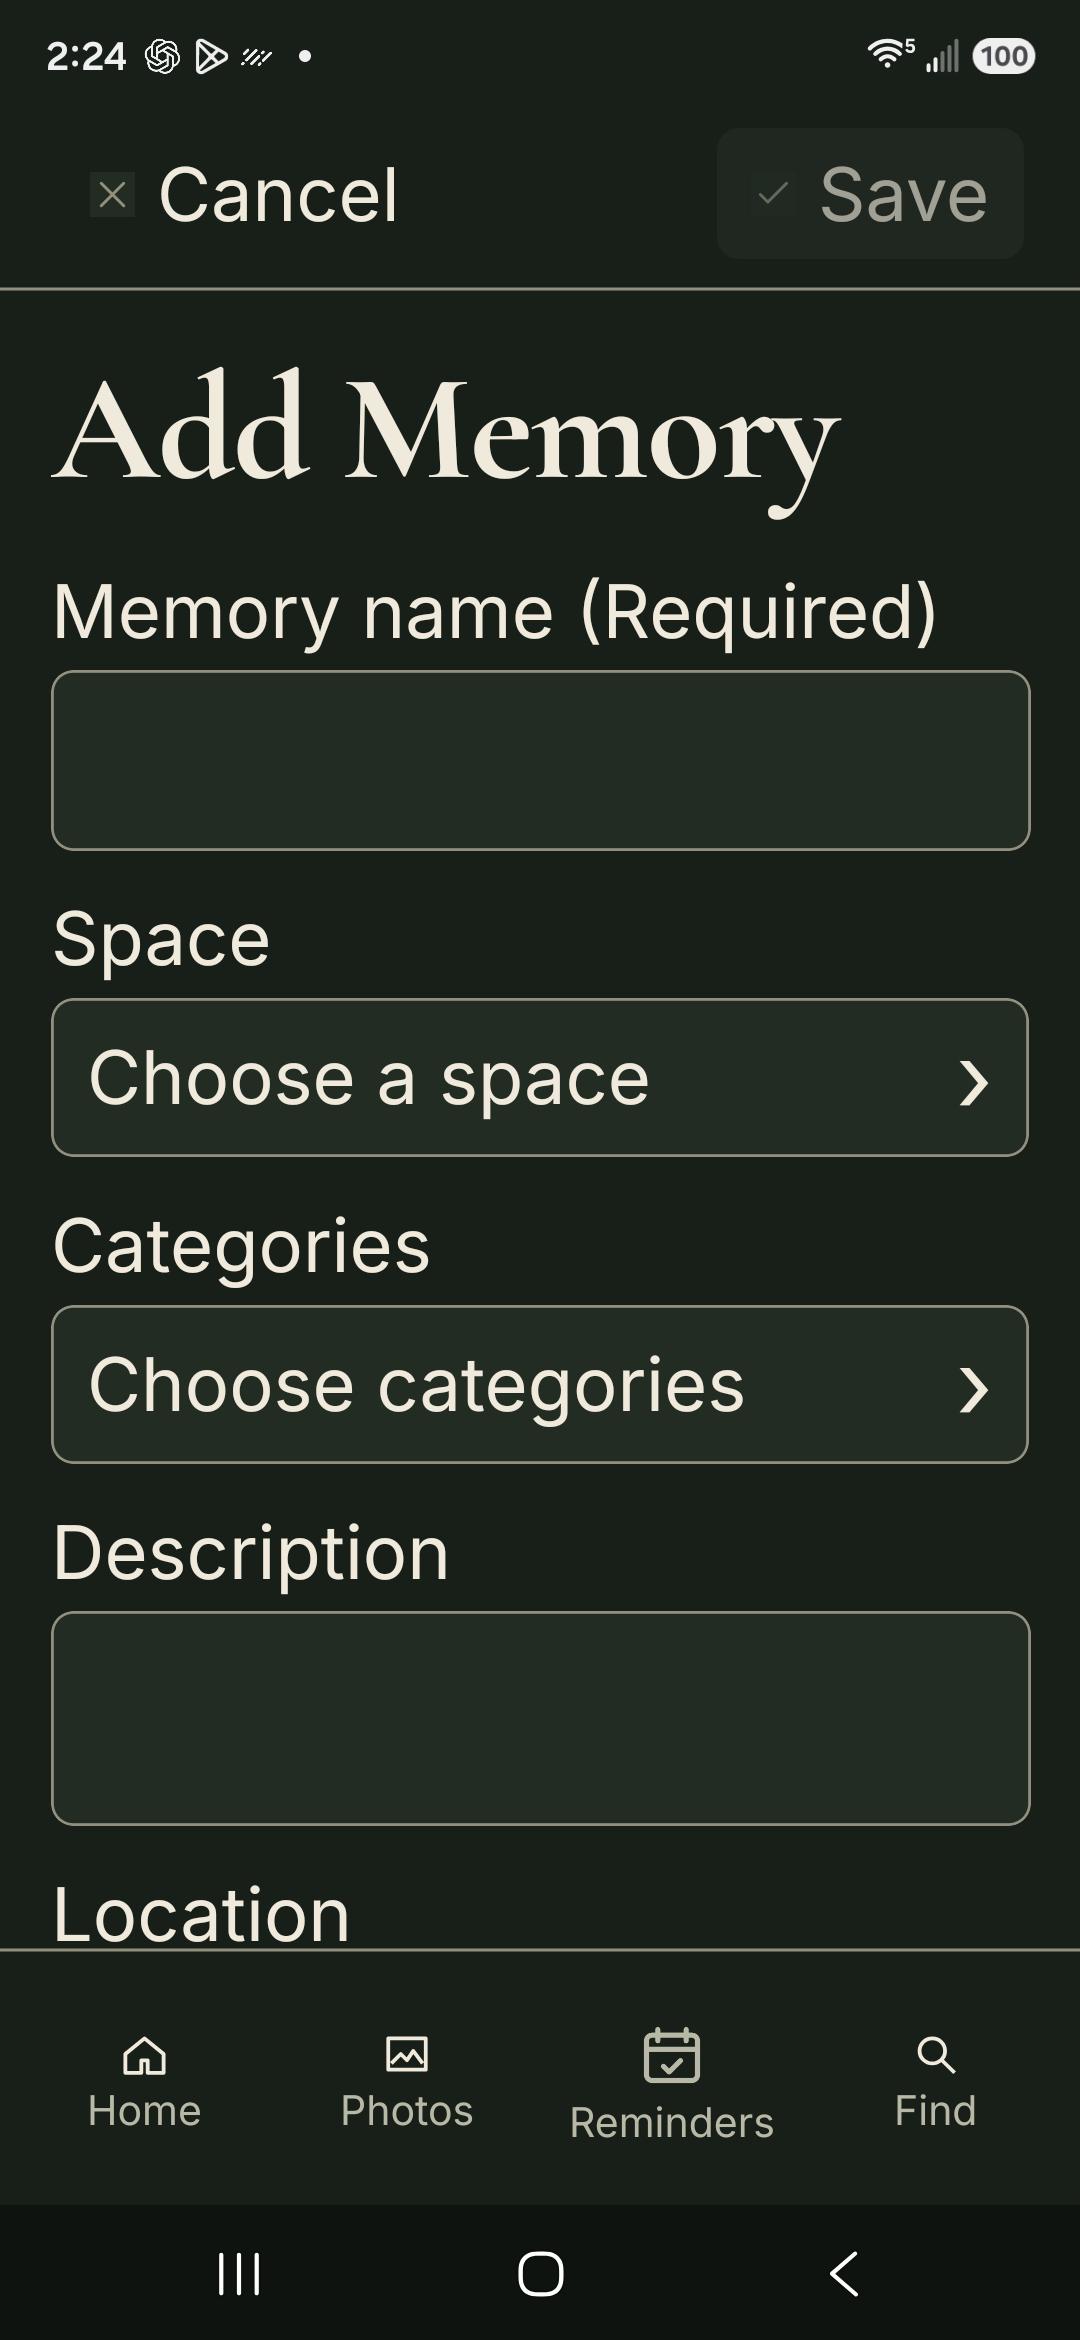 2:24
5
100
Cancel
Save
Add Memory
Memory name (Required)
Space
Choose a space
Categories
Choose categories
Description
Location
Home
Photos
Reminders
Find